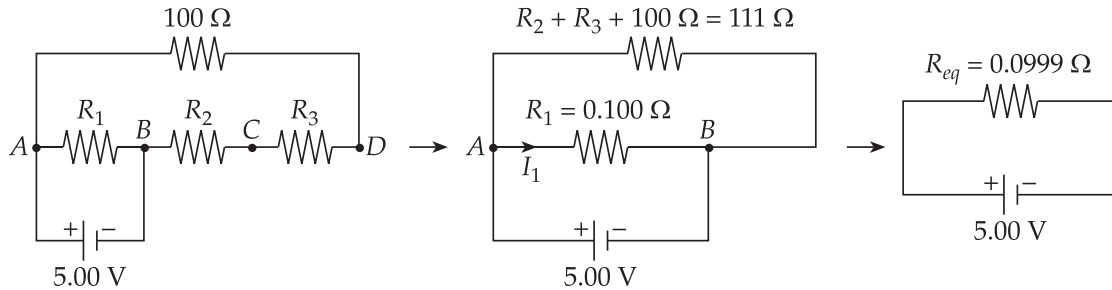 100 Ω
R₁
R₂
R₃
A
B
C
D
+
−
5.00 V
R₂ + R₃ + 100 Ω = 111 Ω
R₁ = 0.100 Ω
A
B
I₁
+
−
5.00 V
R_eq = 0.0999 Ω
+
−
5.00 V